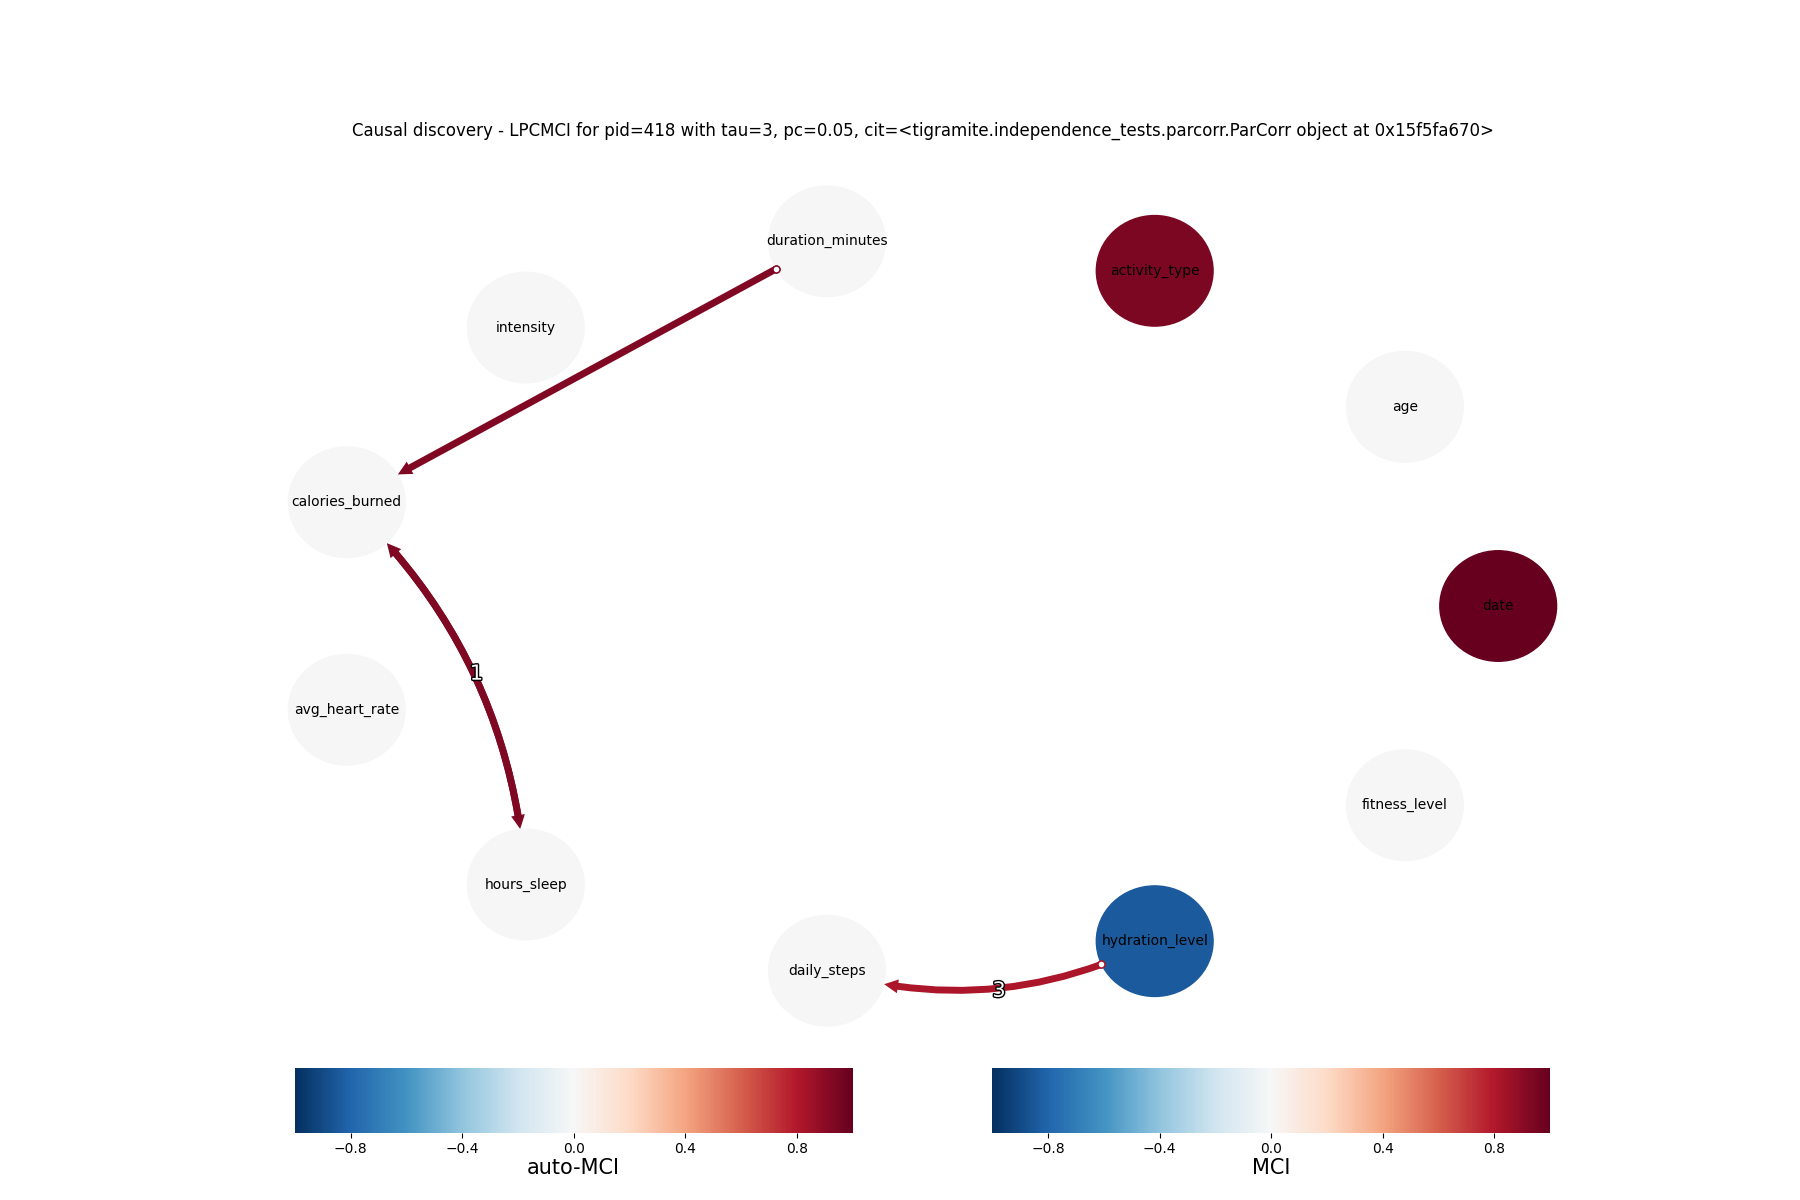 Causal discovery - LPCMCI for pid=418 with tau=3, pc=0.05, cit=<tigramite.independence_tests.parcorr.ParCorr object at 0x15f5fa670>
duration_minutes
activity_type
intensity
age
calories_burned
date
1
avg_heart_rate
fitness_level
hours_sleep
hydration_level
daily_steps
3
−0.8 −0.4 0.0 0.4 0.8
auto-MCI
−0.8 −0.4 0.0 0.4 0.8
MCI